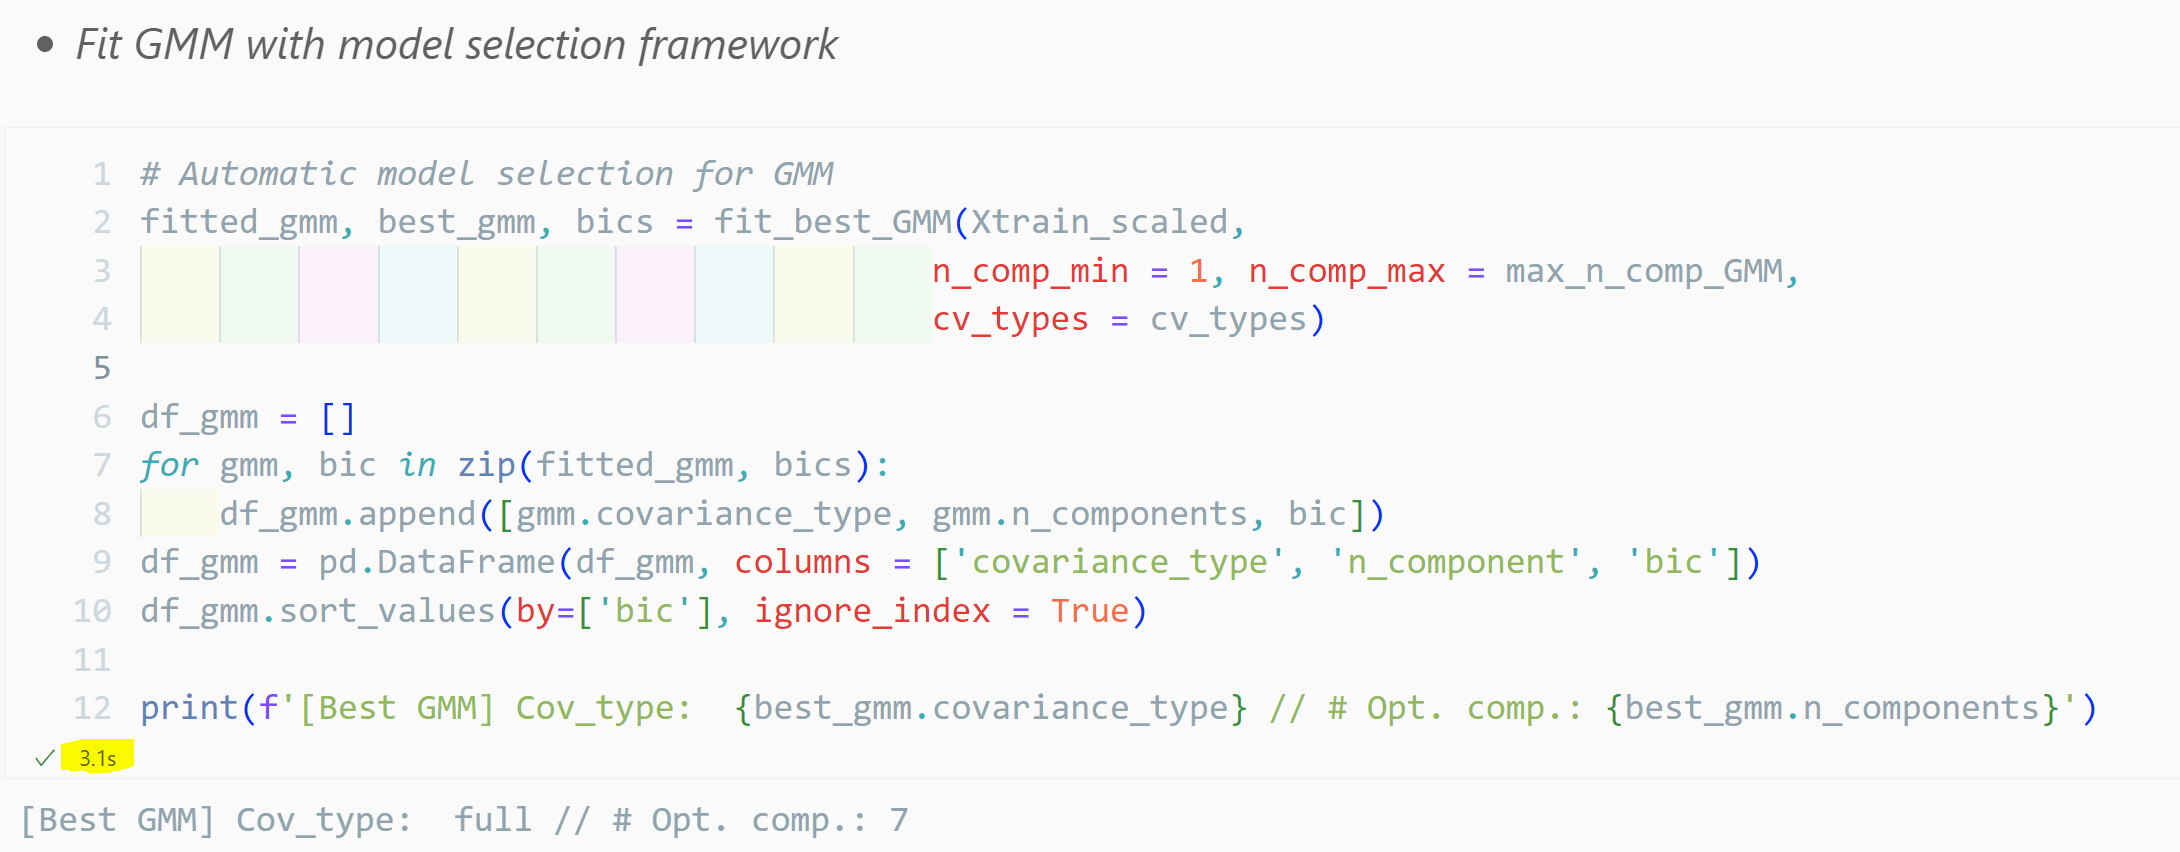 • Fit GMM with model selection framework
1 # Automatic model selection for GMM
2 fitted_gmm, best_gmm, bics = fit_best_GMM(Xtrain_scaled,
3 n_comp_min = 1, n_comp_max = max_n_comp_GMM,
4 cv_types = cv_types)
5
6 df_gmm = []
7 for gmm, bic in zip(fitted_gmm, bics):
8 df_gmm.append([gmm.covariance_type, gmm.n_components, bic])
9 df_gmm = pd.DataFrame(df_gmm, columns = ['covariance_type', 'n_component', 'bic'])
10 df_gmm.sort_values(by=['bic'], ignore_index = True)
11
12 print(f'[Best GMM] Cov_type:  {best_gmm.covariance_type} // # Opt. comp.: {best_gmm.n_components}')
✓ 3.1s
[Best GMM] Cov_type:  full // # Opt. comp.: 7